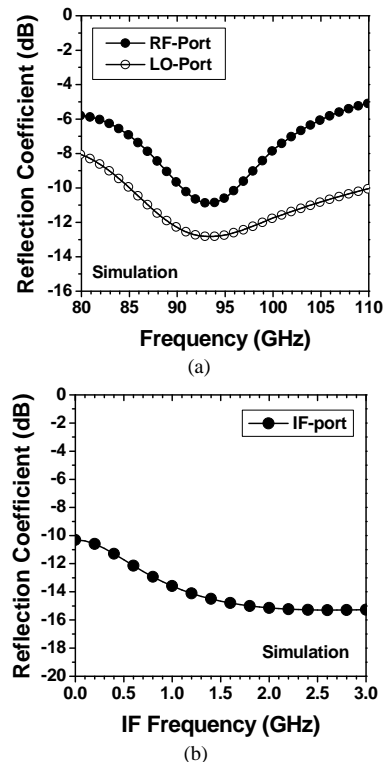 0
-2
-4
-6
-8
-10
-12
-14
-16
Reflection Coefficient (dB)
RF-Port
LO-Port
Simulation
80 85 90 95 100 105 110
Frequency (GHz)
(a)
0
-2
-4
-6
-8
-10
-12
-14
-16
-18
-20
Reflection Coefficient (dB)
IF-port
Simulation
0.0 0.5 1.0 1.5 2.0 2.5 3.0
IF Frequency (GHz)
(b)